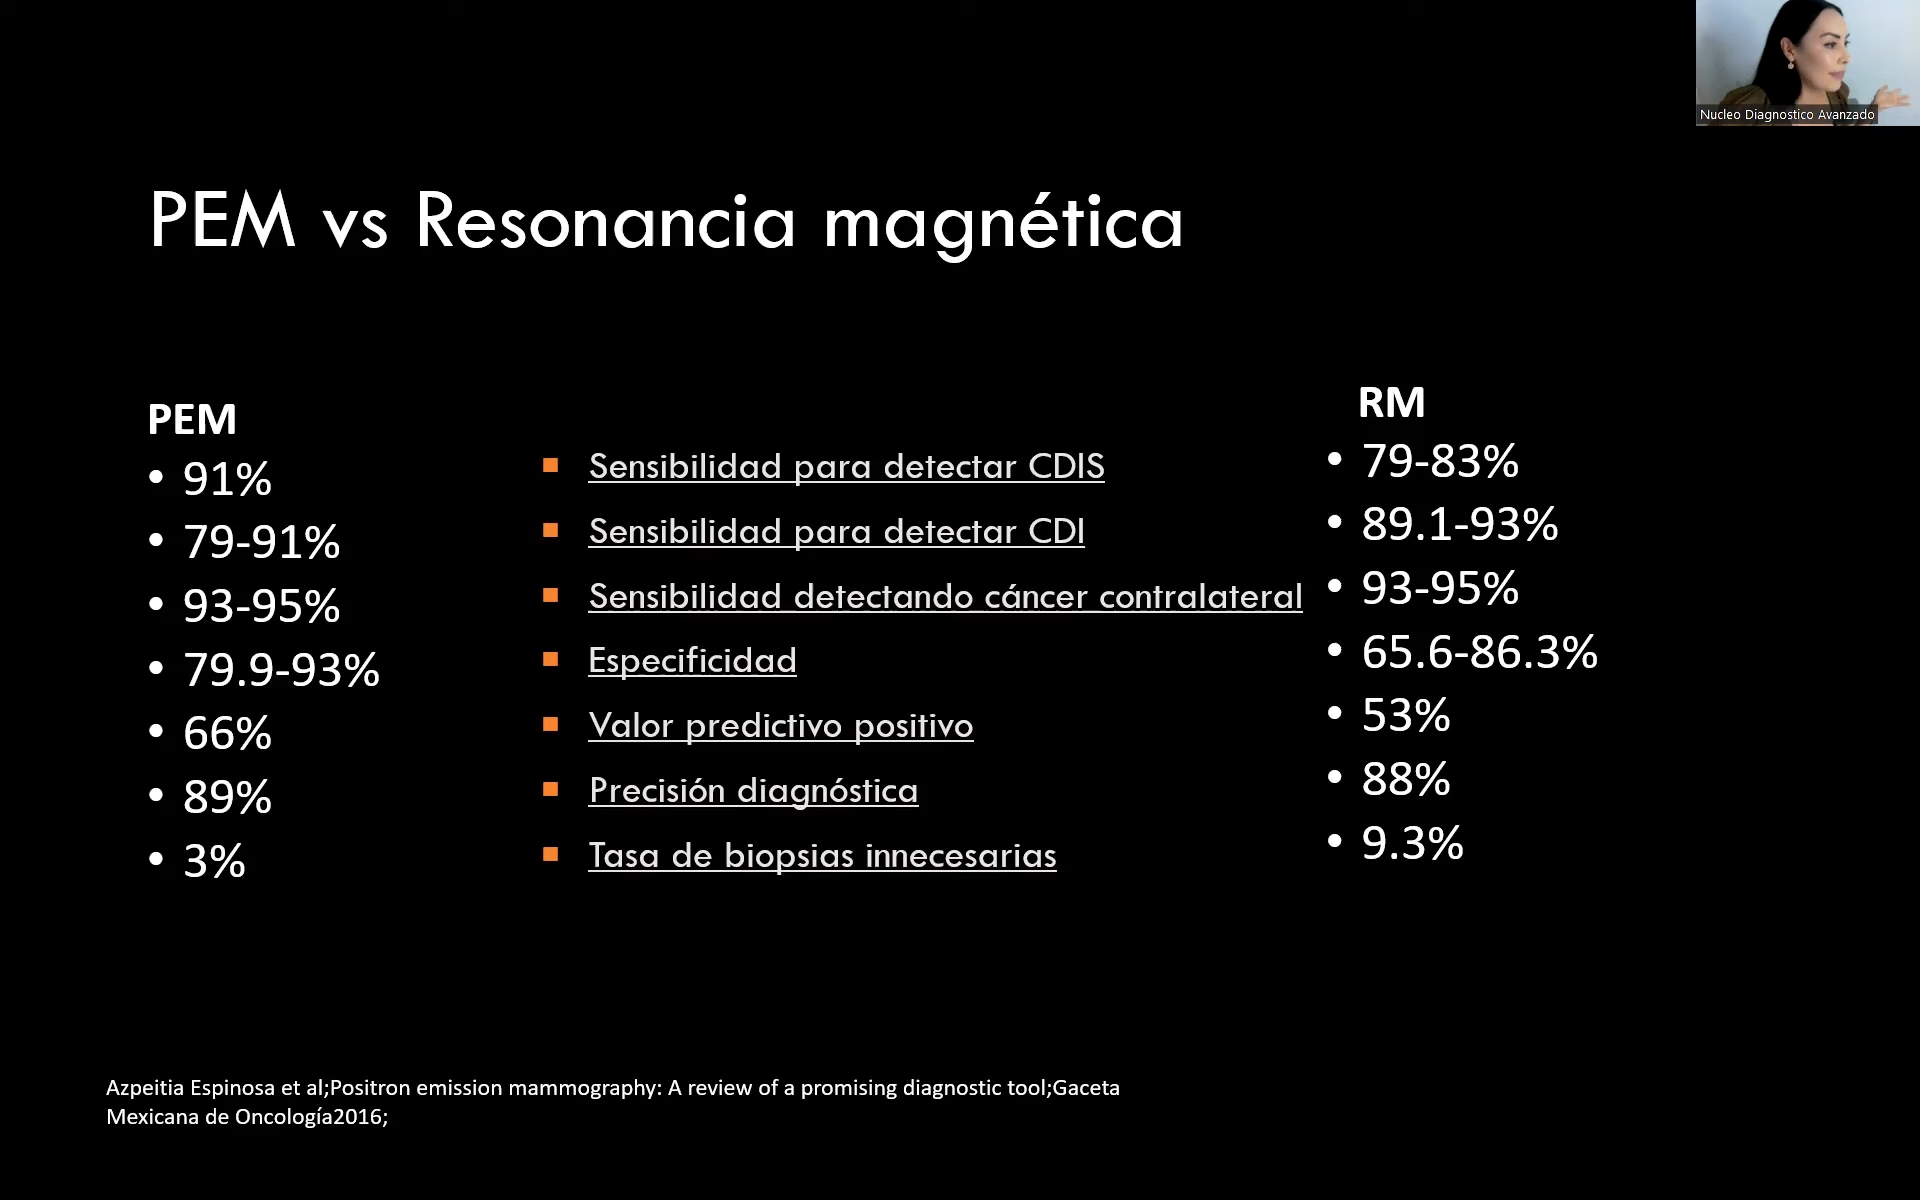 Nucleo Diagnostico Avanzado
PEM vs Resonancia magnética
PEM
• 91%
• 79-91%
• 93-95%
• 79.9-93%
• 66%
• 89%
• 3%
▪ Sensibilidad para detectar CDIS
▪ Sensibilidad para detectar CDI
▪ Sensibilidad detectando cáncer contralateral
▪ Especificidad
▪ Valor predictivo positivo
▪ Precisión diagnóstica
▪ Tasa de biopsias innecesarias
RM
• 79-83%
• 89.1-93%
• 93-95%
• 65.6-86.3%
• 53%
• 88%
• 9.3%
Azpeitia Espinosa et al;Positron emission mammography: A review of a promising diagnostic tool;Gaceta
Mexicana de Oncología2016;